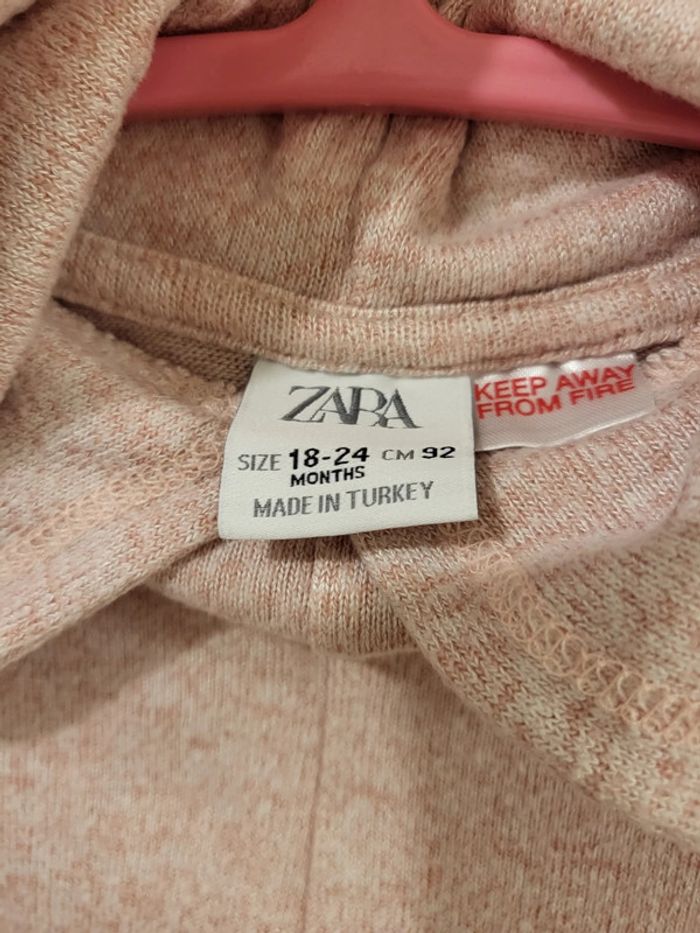 ZARA
SIZE 18-24 CM 92
MONTHS
MADE IN TURKEY
KEEP AWAY
FROM FIRE